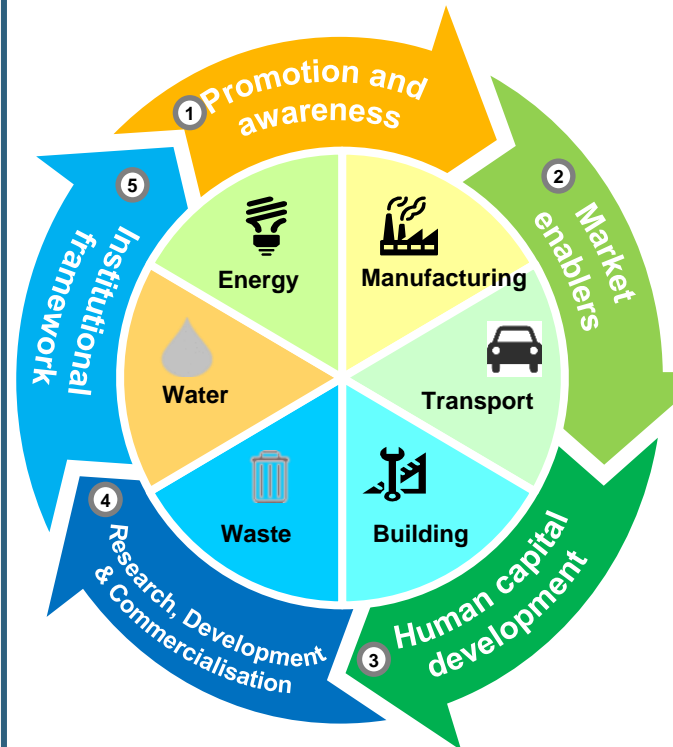 1
Promotion and
awareness
2
Market
enablers
3
Human capital
development
4
Research, Development
& Commercialisation
5
Institutional
framework
Energy
Manufacturing
Transport
Building
Waste
Water